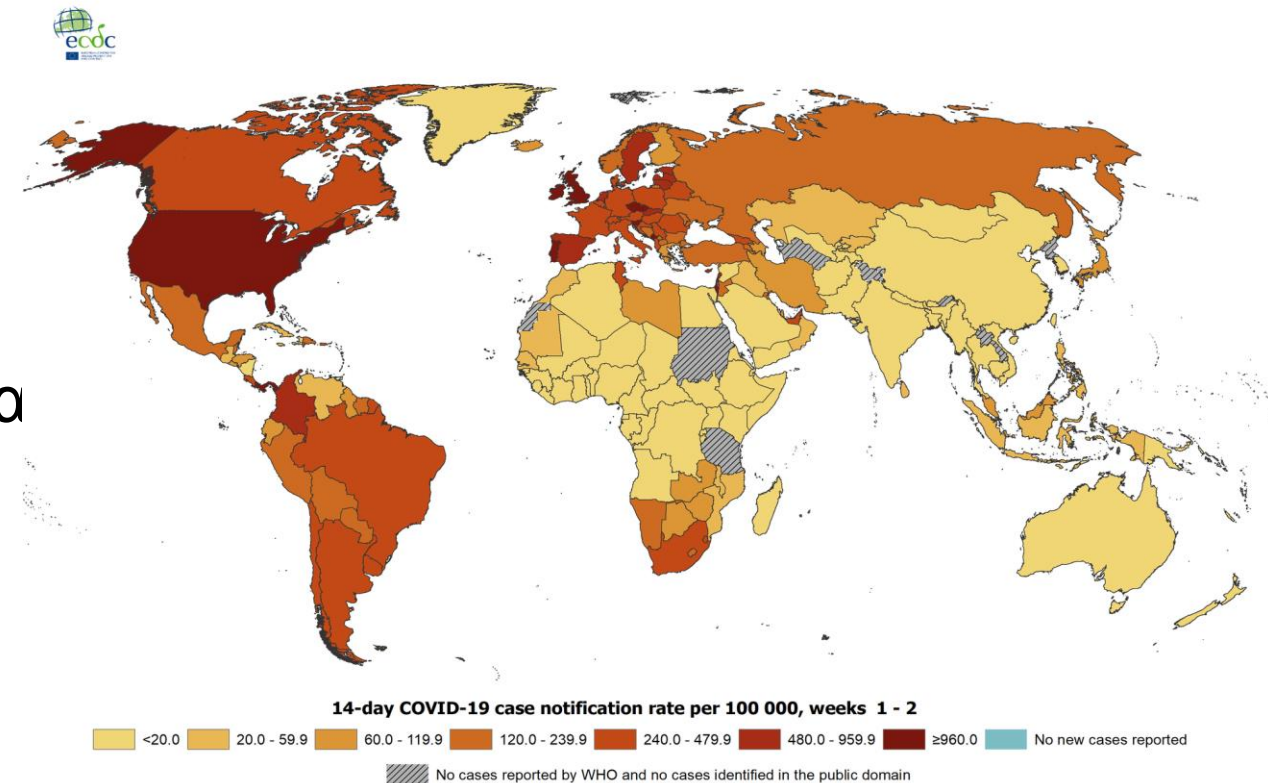 ecdc
α
14-day COVID-19 case notification rate per 100 000, weeks 1 - 2
<20.0 20.0 - 59.9 60.0 - 119.9 120.0 - 239.9 240.0 - 479.9 480.0 - 959.9 ≥960.0 No new cases reported
No cases reported by WHO and no cases identified in the public domain